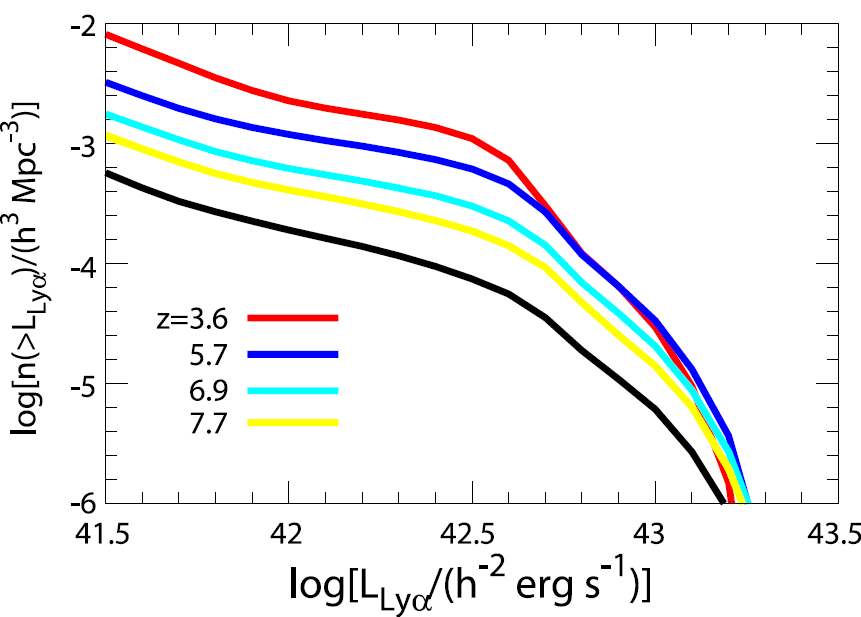 -2
-3
-4
-5
-6
log[n(>L_Lyα)/(h^3 Mpc^-3)]
z=3.6
5.7
6.9
7.7
41.5 42 42.5 43 43.5
log[L_Lyα/(h^-2 erg s^-1)]